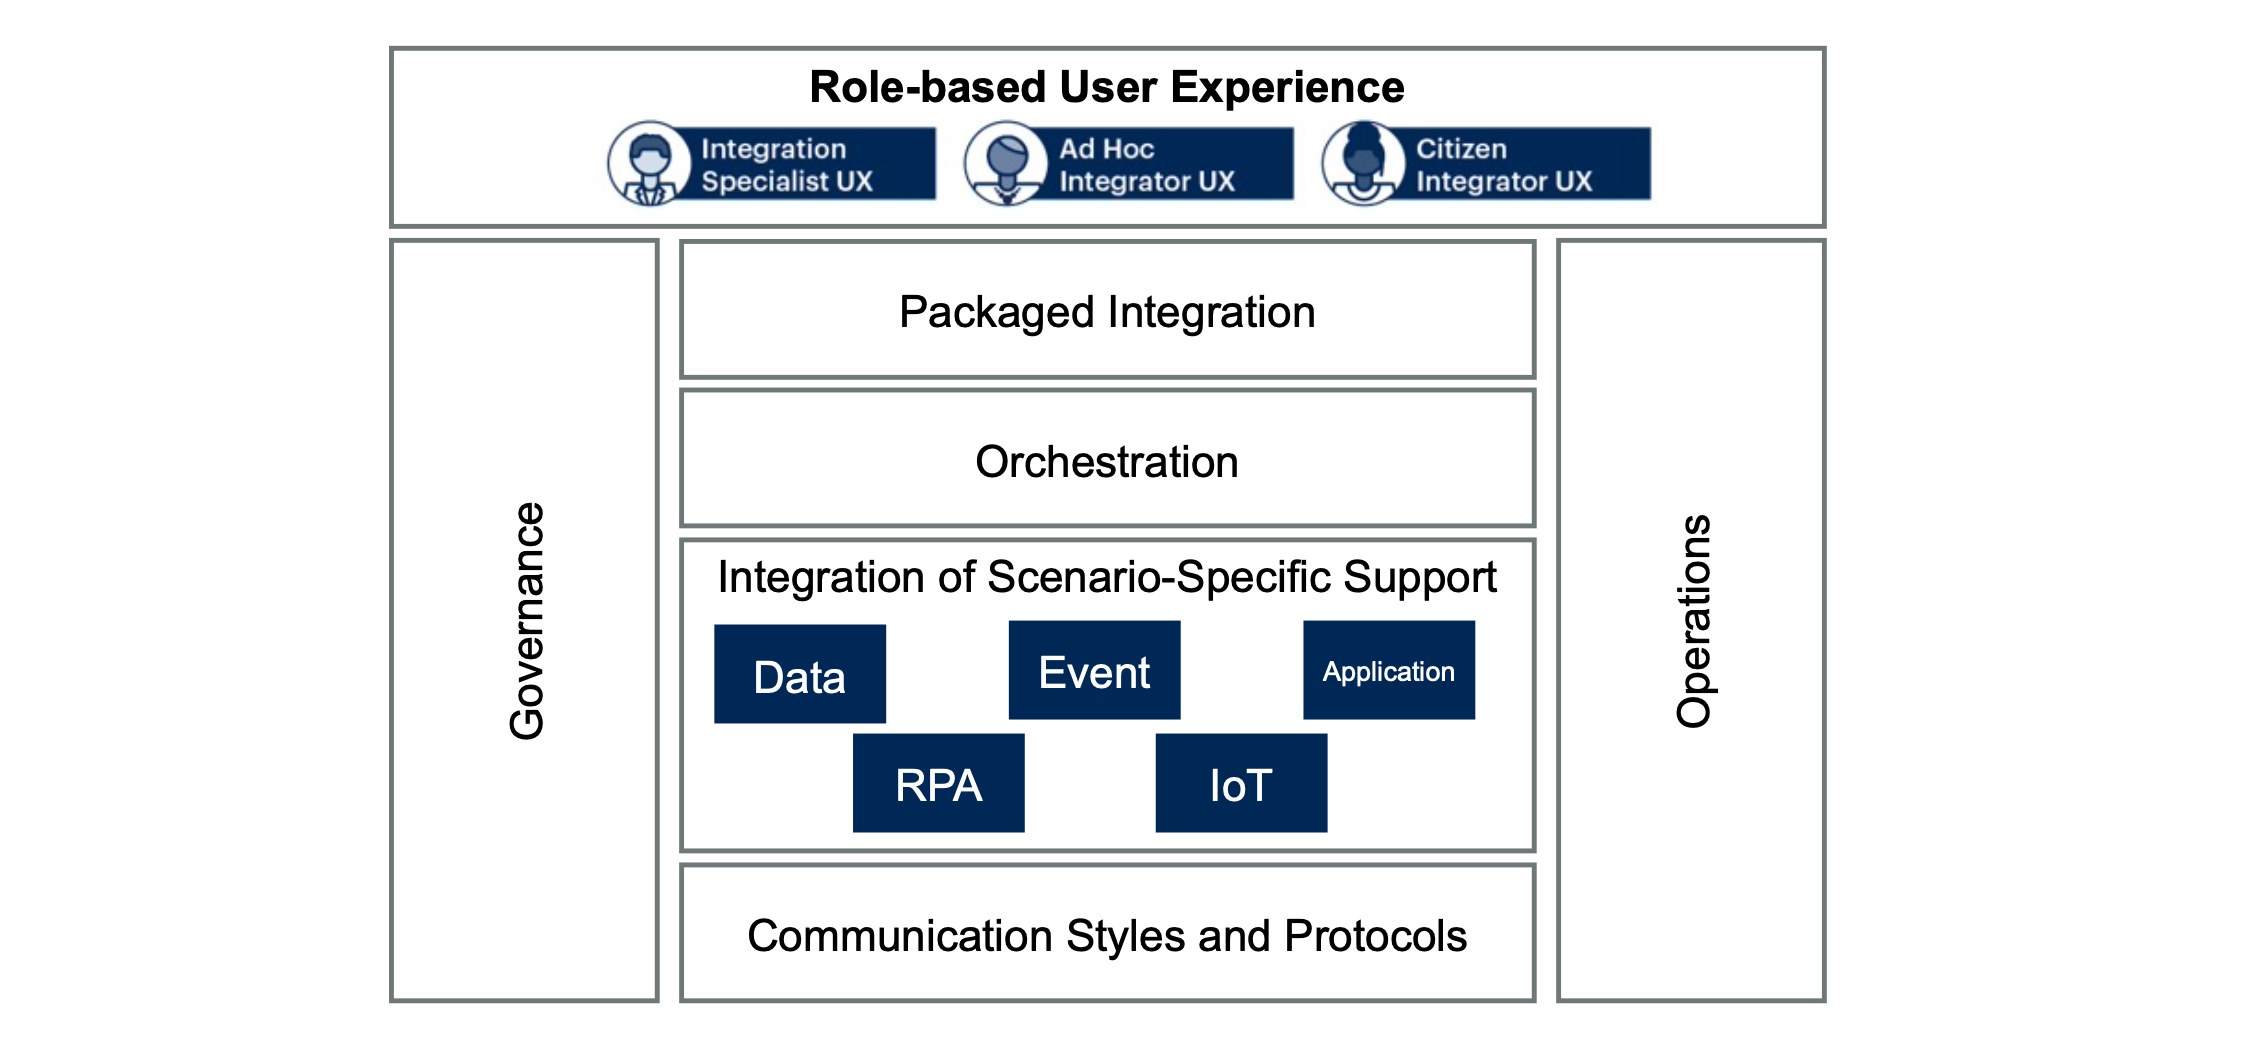 Role-based User Experience
Integration
Specialist UX
Ad Hoc
Integrator UX
Citizen
Integrator UX
Governance
Packaged Integration
Orchestration
Integration of Scenario-Specific Support
Data
Event
Application
RPA
IoT
Communication Styles and Protocols
Operations